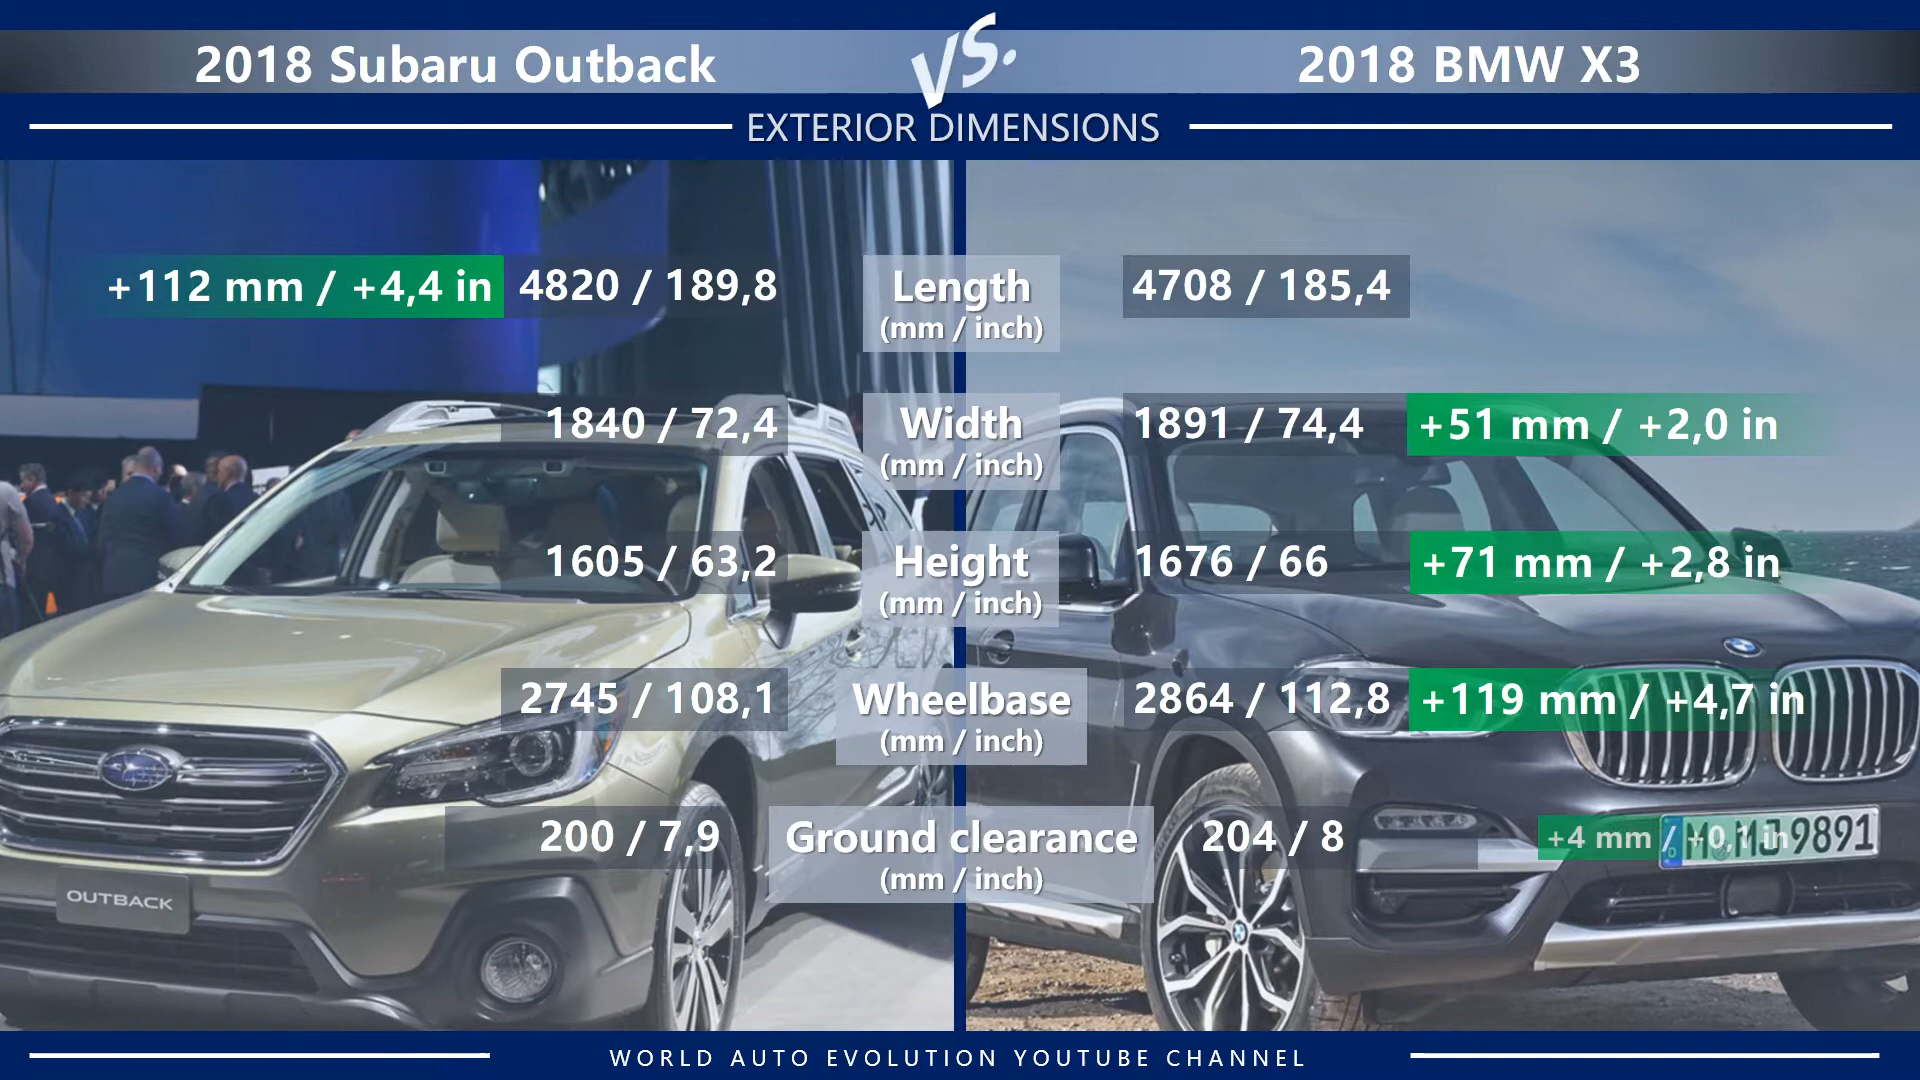 2018 Subaru Outback VS. 2018 BMW X3
EXTERIOR DIMENSIONS
+112 mm / +4,4 in 4820 / 189,8 Length 4708 / 185,4
(mm / inch)
1840 / 72,4 Width 1891 / 74,4 +51 mm / +2,0 in
(mm / inch)
1605 / 63,2 Height 1676 / 66 +71 mm / +2,8 in
(mm / inch)
2745 / 108,1 Wheelbase 2864 / 112,8 +119 mm / +4,7 in
(mm / inch)
200 / 7,9 Ground clearance 204 / 8 +4 mm / +0,1 in
(mm / inch)
9891
OUTBACK
WORLD AUTO EVOLUTION YOUTUBE CHANNEL